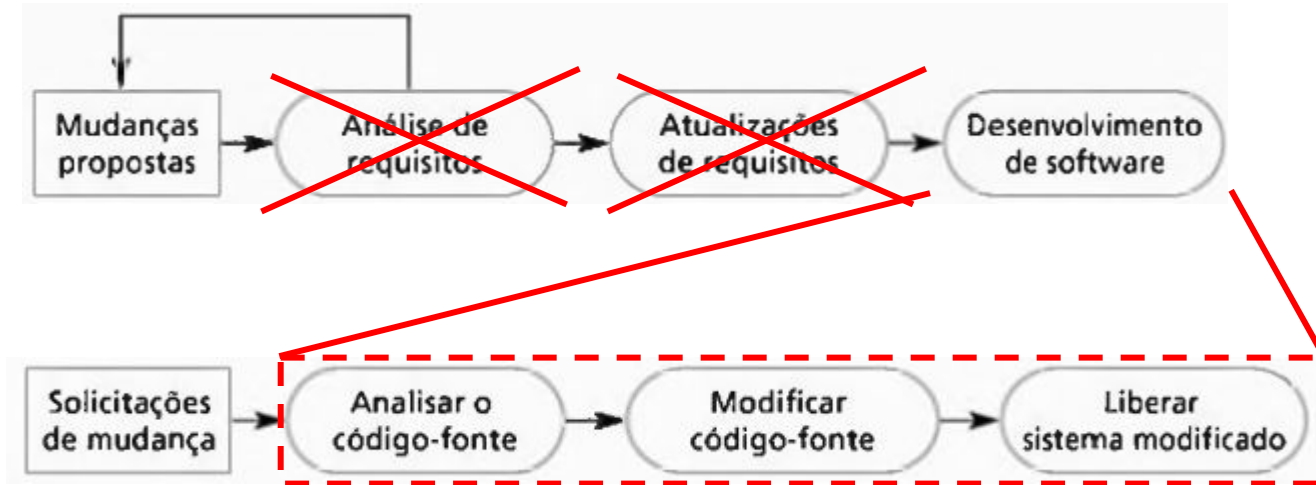 Mudanças
propostas
Análise de
requisitos
Atualizações
de requisitos
Desenvolvimento
de software
Solicitações
de mudança
Analisar o
código-fonte
Modificar
código-fonte
Liberar
sistema modificado